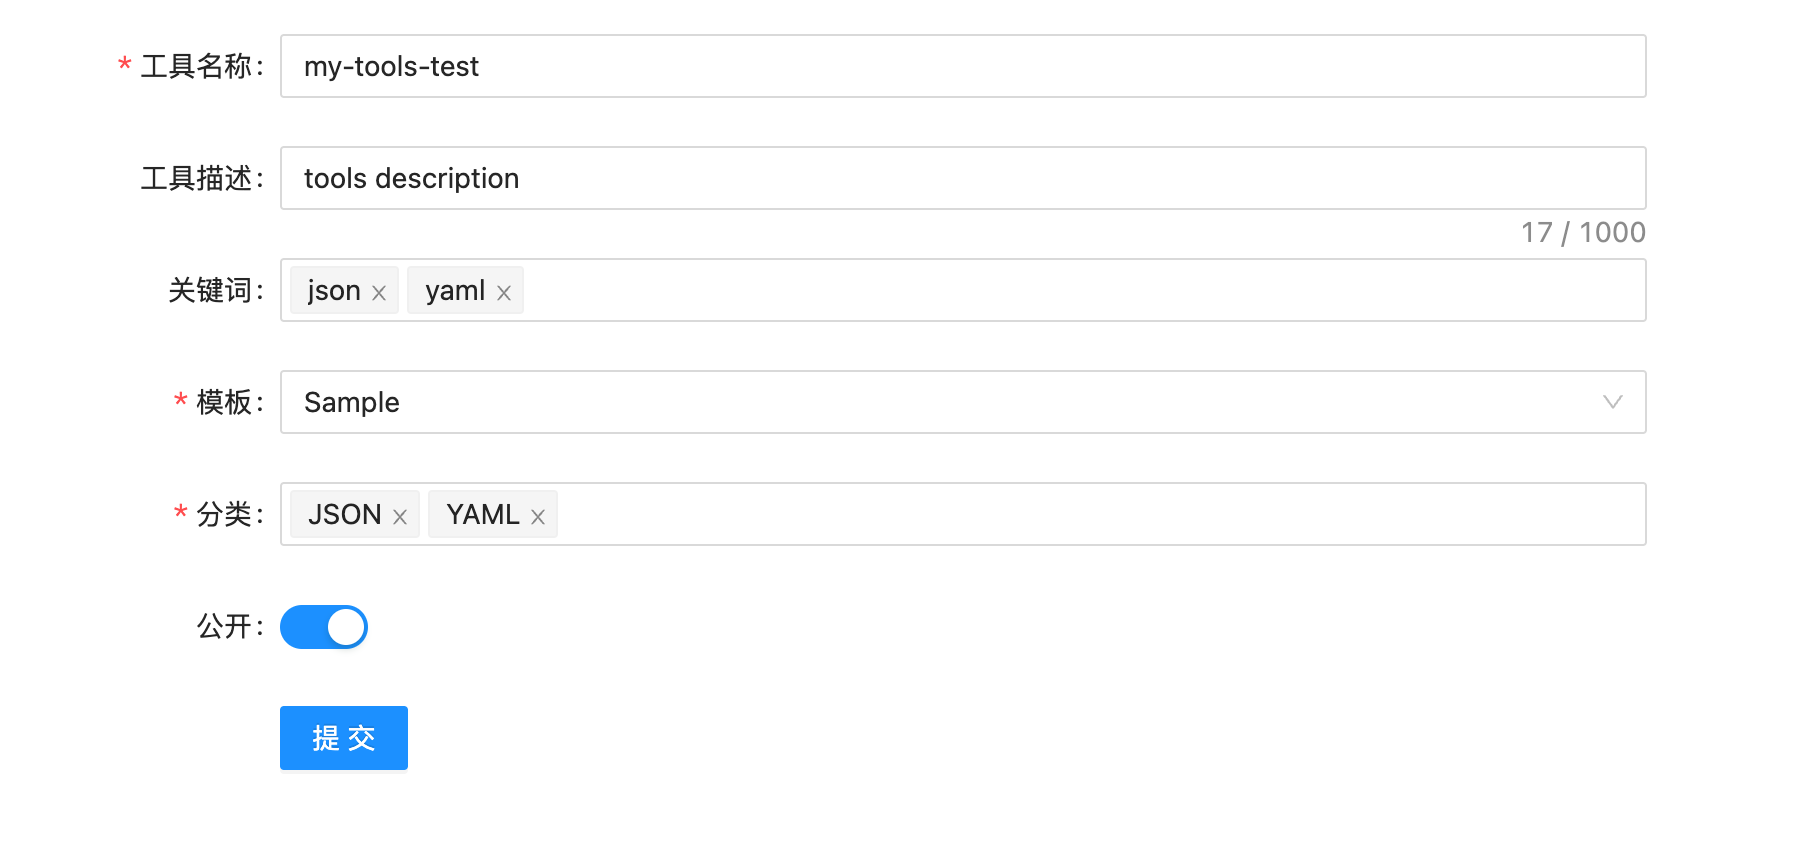 * 工具名称: my-tools-test
工具描述: tools description
17 / 1000
关键词: json yaml
* 模板: Sample
* 分类: JSON YAML
公开:
提 交